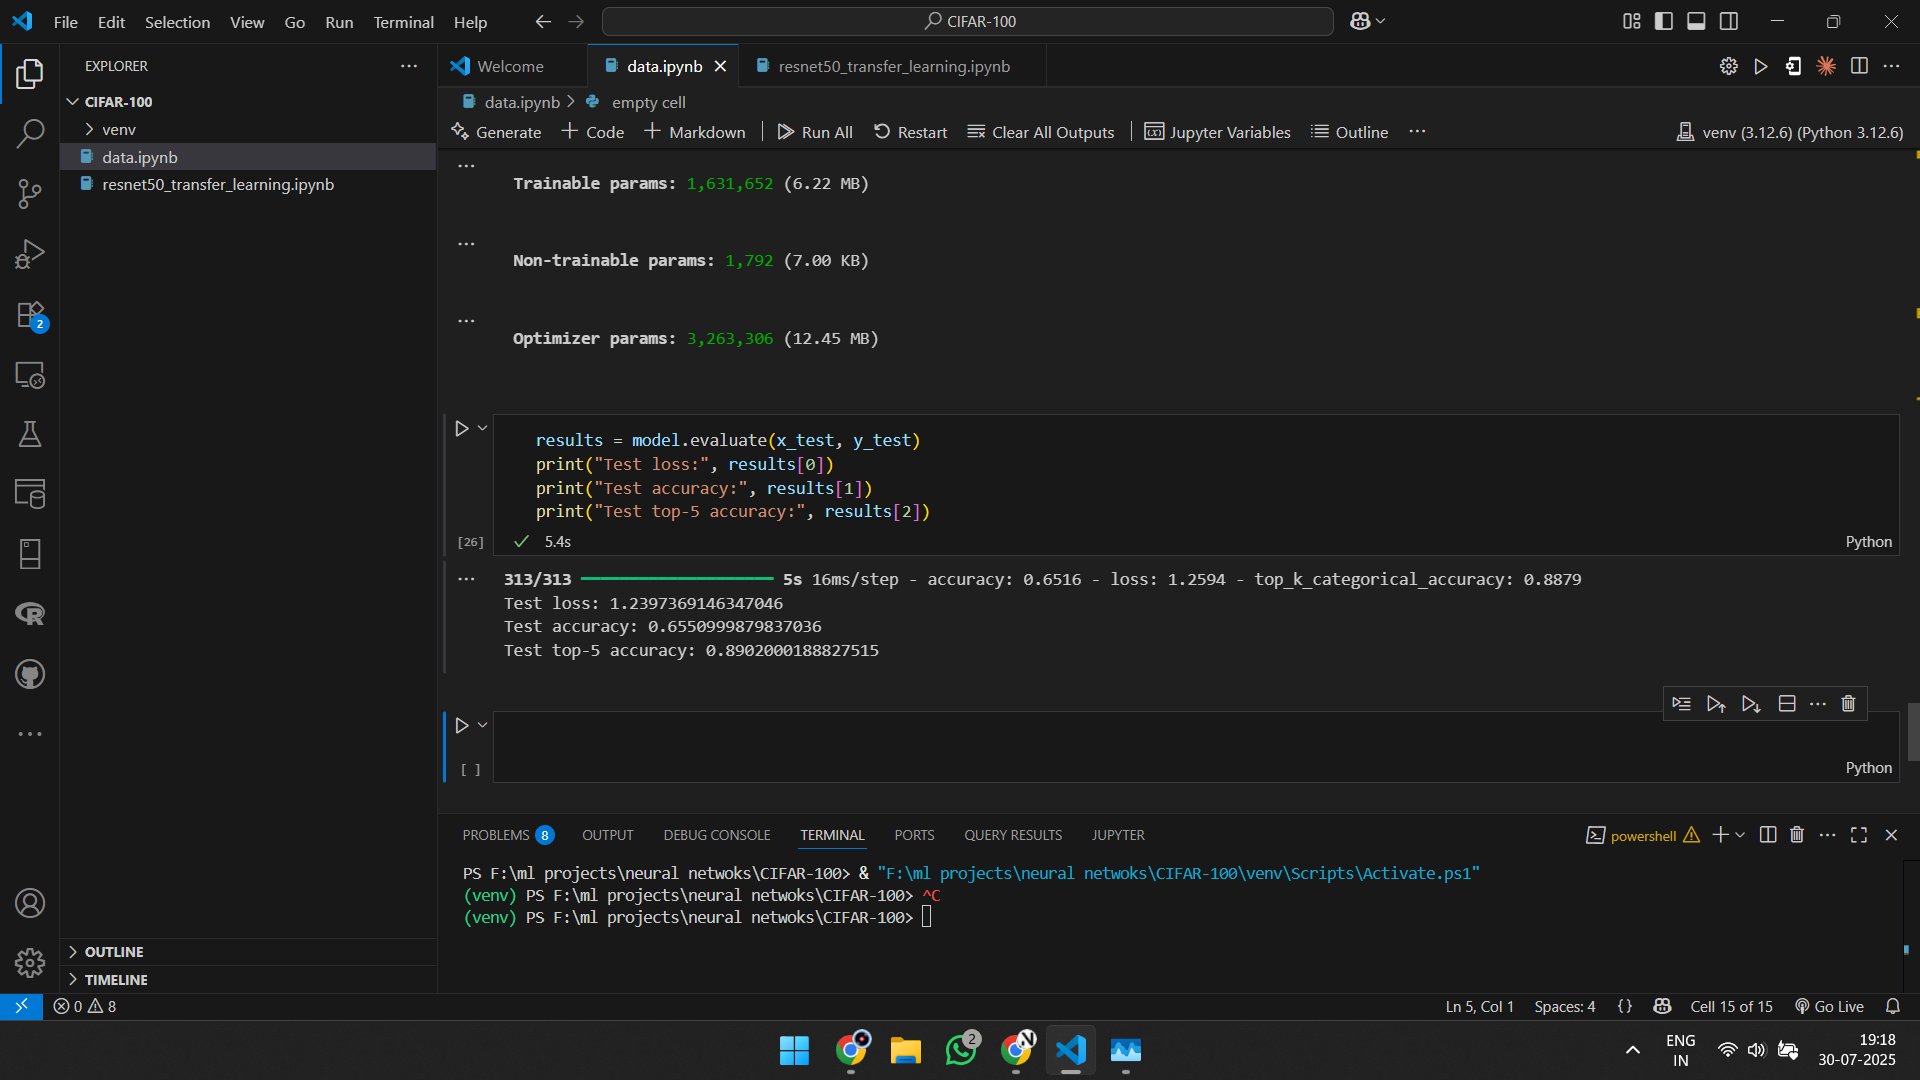 File Edit Selection View Go Run Terminal Help
CIFAR-100
EXPLORER
CIFAR-100
venv
data.ipynb
resnet50_transfer_learning.ipynb
OUTLINE
TIMELINE
2
Welcome
data.ipynb
resnet50_transfer_learning.ipynb
data.ipynb > empty cell
Generate + Code + Markdown Run All Restart Clear All Outputs Jupyter Variables Outline ...
venv (3.12.6) (Python 3.12.6)
Trainable params: 1,631,652 (6.22 MB)
Non-trainable params: 1,792 (7.00 KB)
Optimizer params: 3,263,306 (12.45 MB)
results = model.evaluate(x_test, y_test)
print("Test loss:", results[0])
print("Test accuracy:", results[1])
print("Test top-5 accuracy:", results[2])
[26] 5.4s Python
313/313 5s 16ms/step - accuracy: 0.6516 - loss: 1.2594 - top_k_categorical_accuracy: 0.8879
Test loss: 1.2397369146347046
Test accuracy: 0.6550999879837036
Test top-5 accuracy: 0.8902000188827515
[ ] Python
PROBLEMS 8 OUTPUT DEBUG CONSOLE TERMINAL PORTS QUERY RESULTS JUPYTER
powershell
PS F:\ml projects\neural netwoks\CIFAR-100> & "F:\ml projects\neural netwoks\CIFAR-100\venv\Scripts\Activate.ps1"
(venv) PS F:\ml projects\neural netwoks\CIFAR-100> ^C
(venv) PS F:\ml projects\neural netwoks\CIFAR-100>
0 8
Ln 5, Col 1 Spaces: 4 {} Cell 15 of 15 Go Live
2
N
ENG
IN
19:18
30-07-2025